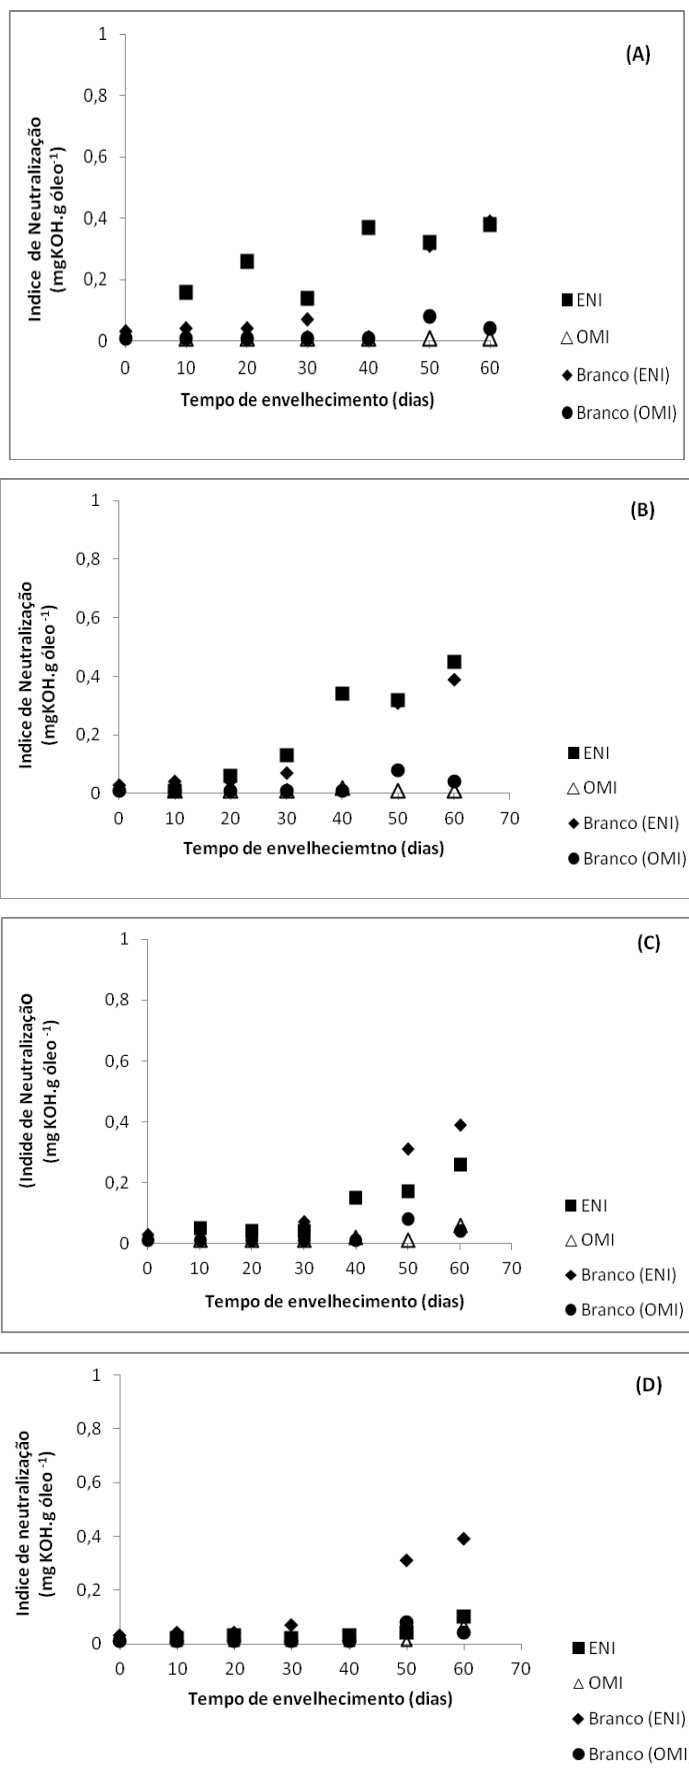 (A)
1
0,8
0,6
0,4
0,2
0
0 10 20 30 40 50 60
Indice de Neutralização
(mgKOH.g óleo-1)
Tempo de envelhecimento (dias)
ENI
OMI
Branco (ENI)
Branco (OMI)
(B)
1
0,8
0,6
0,4
0,2
0
0 10 20 30 40 50 60 70
Indice de Neutralização
(mgKOH.g óleo-1)
Tempo de envelheciemtno (dias)
ENI
OMI
Branco (ENI)
Branco (OMI)
(C)
1
0,8
0,6
0,4
0,2
0
0 10 20 30 40 50 60 70
(Indide de Neutralização
(mg KOH.g óleo -1)
Tempo de envelhecimento (dias)
ENI
OMI
Branco (ENI)
Branco (OMI)
(D)
1
0,8
0,6
0,4
0,2
0
0 10 20 30 40 50 60 70
Indice de neutralização
(mg KOH.g óleo -1)
Tempo de envelhecimento (dias)
ENI
OMI
Branco (ENI)
Branco (OMI